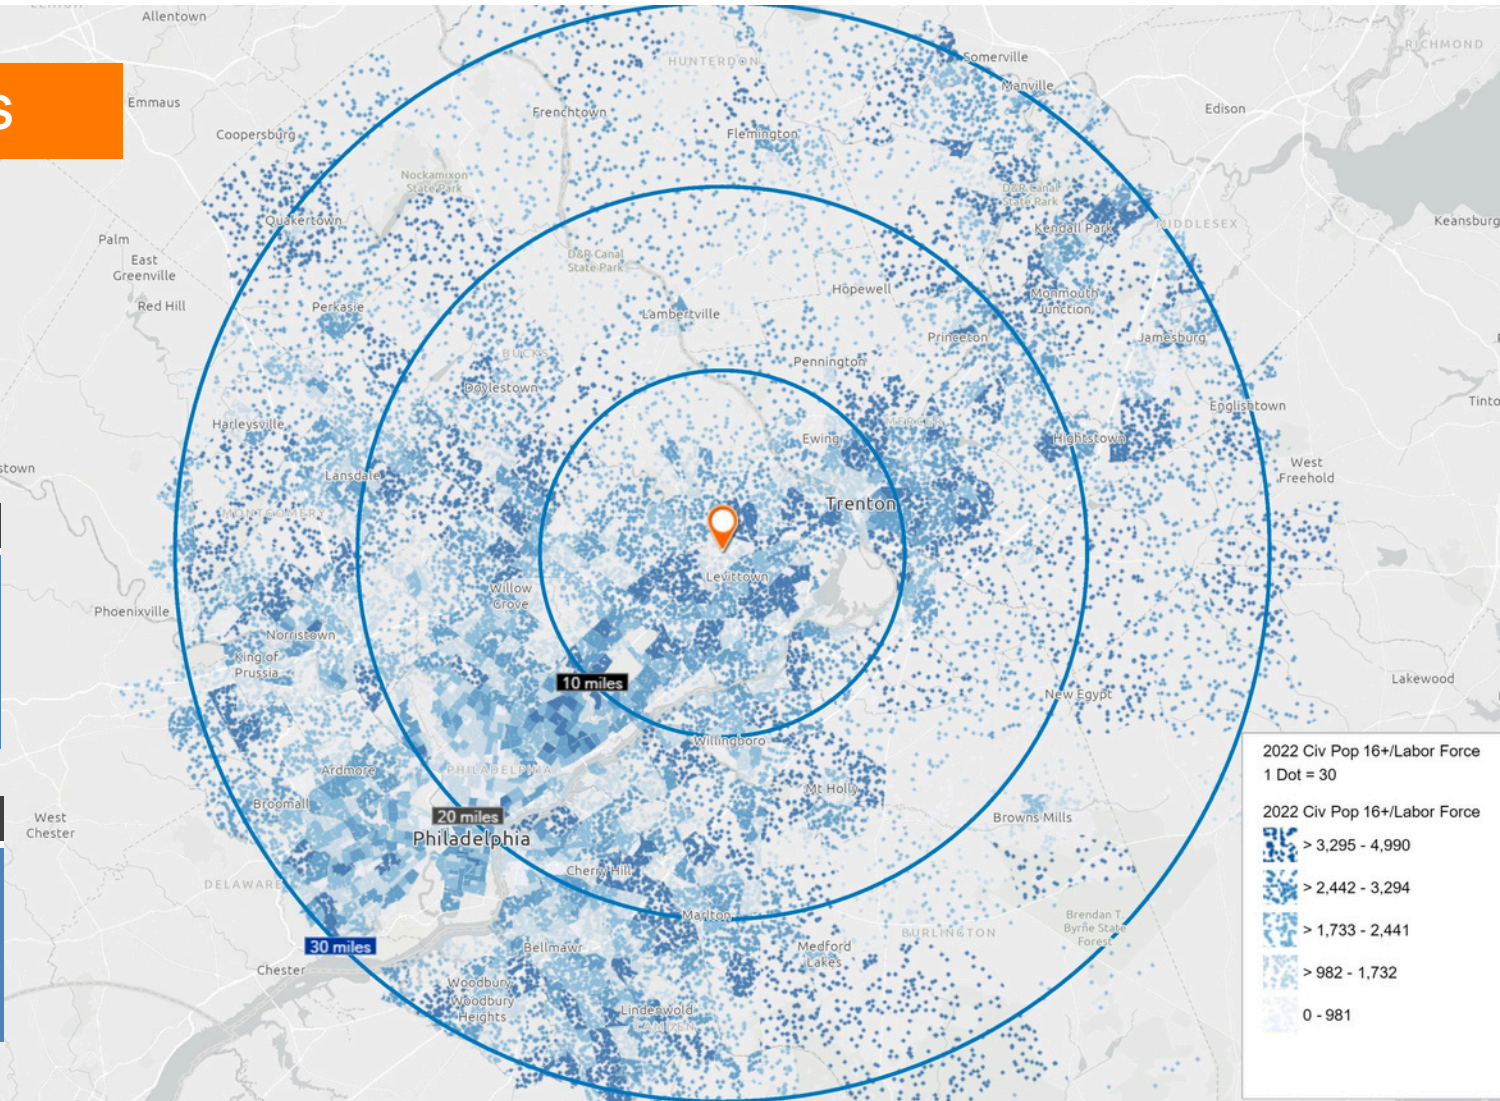 Allentown
HUNTERDON
Somerville
RICHMOND
S
Emmaus
Manville
Edison
Frenchtown
Coopersburg
Flemington
Nockamixon
State Park
D&R Canal
State Park
Quakertown
Kendall Park
MIDDLESEX
Keansburg
Palm
East
Greenville
D&R Canal
State Park
Hopewell
Red Hill
Perkasie
Lambertville
Monmouth
Junction
Princeton
Jamesburg
BUCKS
Pennington
Doylestown
Englishtown
Tinto
Harleysville
MERCER
Ewing
Hightstown
stown
Lansdale
West
Freehold
MONTGOMERY
Trenton
Levittown
Willow
Grove
Phoenixville
Norristown
King of
Prussia
10 miles
Lakewood
New Egypt
Willingboro
PHILADELPHIA
Ardmore
Mt Holly
Broomall
20 miles
West
Chester
Philadelphia
Browns Mills
Cherry Hill
DELAWARE
Marlton
Brendan T.
Byrne State
Forest
BURLINGTON
30 miles
Bellmawr
Medford
Lakes
Chester
Woodbury
Woodbury
Heights
Lindenwold
CAMDEN
2022 Civ Pop 16+/Labor Force
1 Dot = 30
2022 Civ Pop 16+/Labor Force
> 3,295 - 4,990
> 2,442 - 3,294
> 1,733 - 2,441
> 982 - 1,732
0 - 981